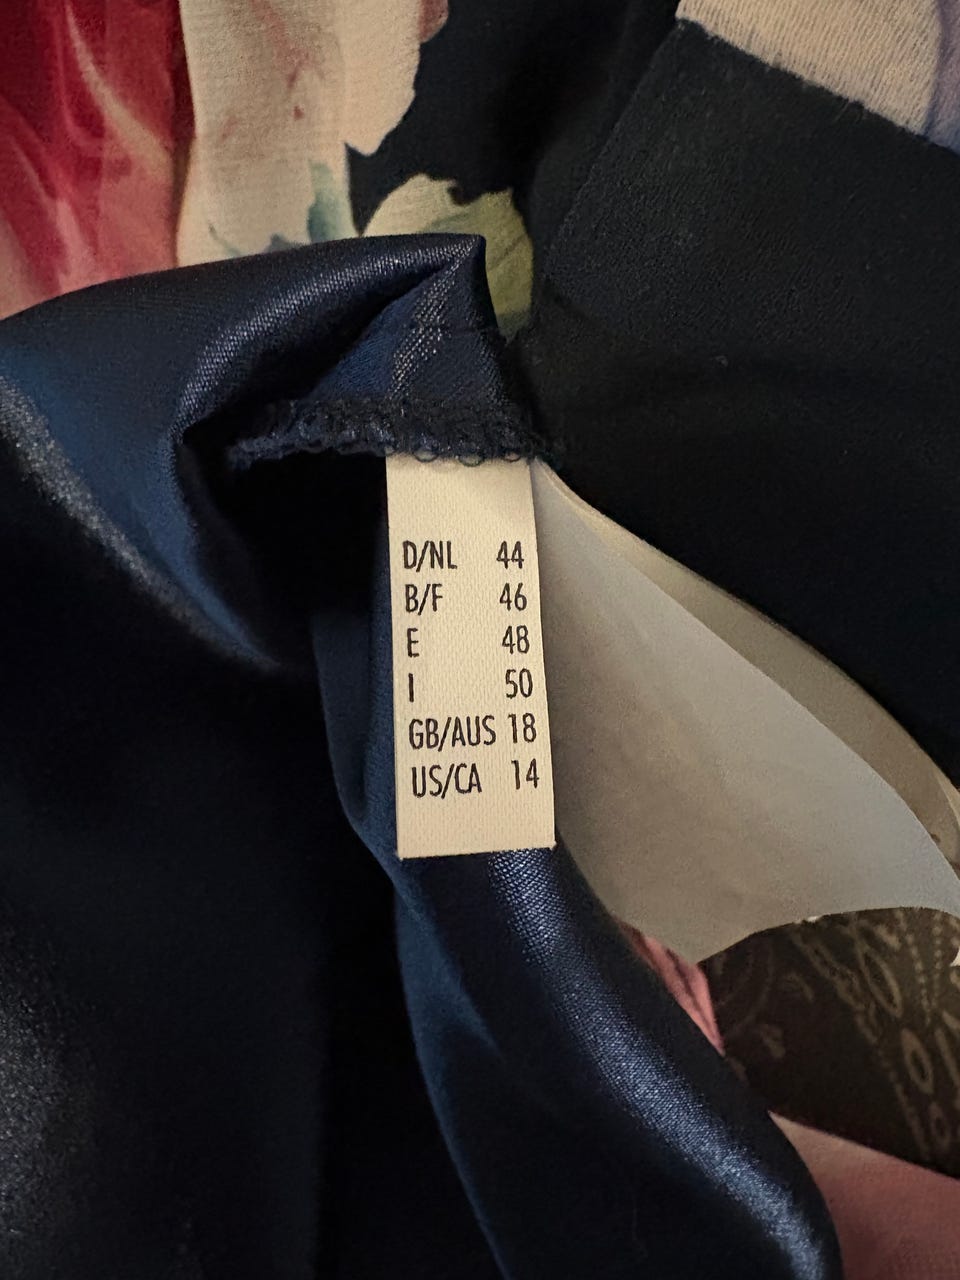 D/NL 44
B/F 46
E 48
I 50
GB/AUS 18
US/CA 14